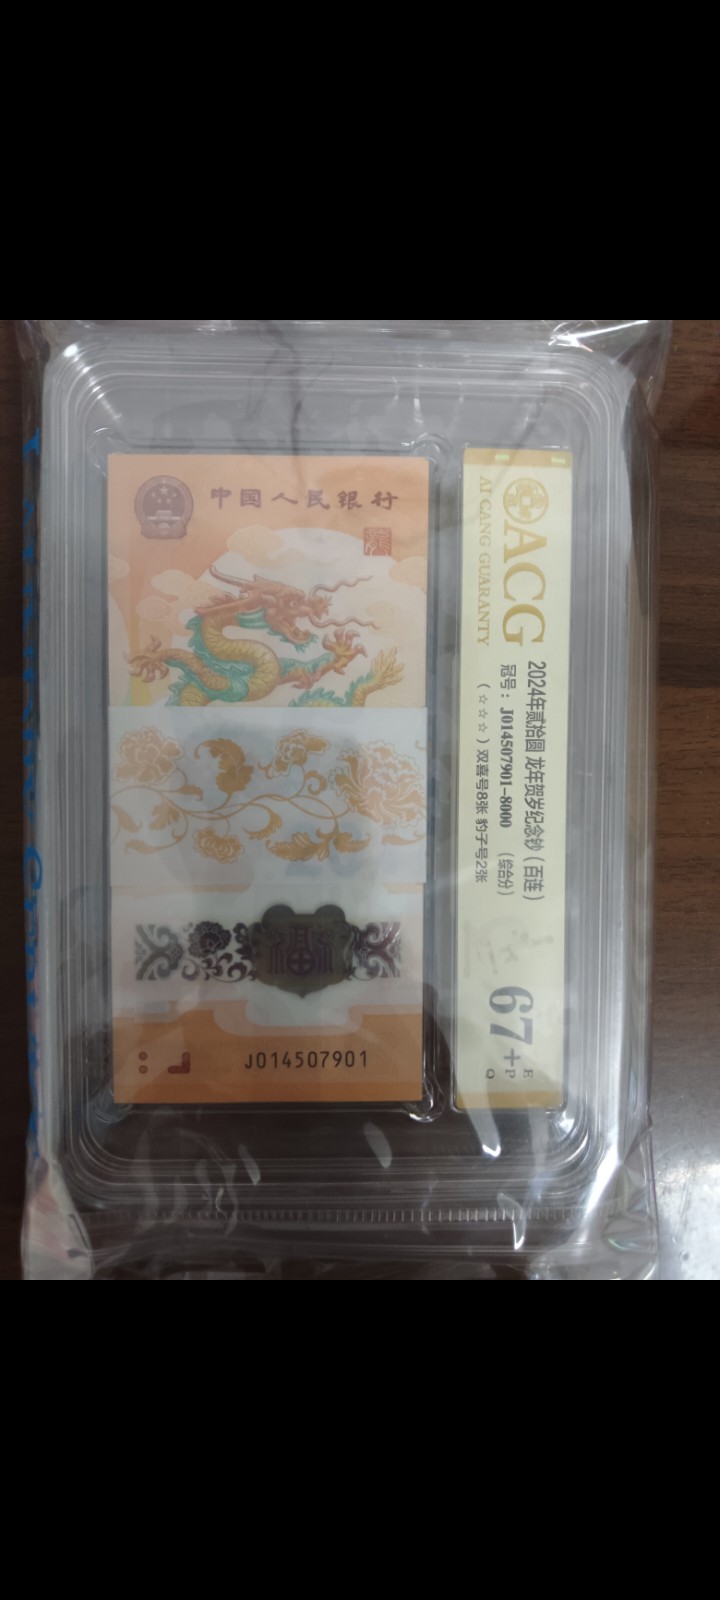 中国人民银行
福
J014507901
ACG
AI CANG GUARANTY
2024年贰拾圆 龙年贺岁纪念钞（百连）
冠号：J014507901-8000 （综合分）
（☆☆☆）双喜号8张 豹子号2张
67+
E
P
Q